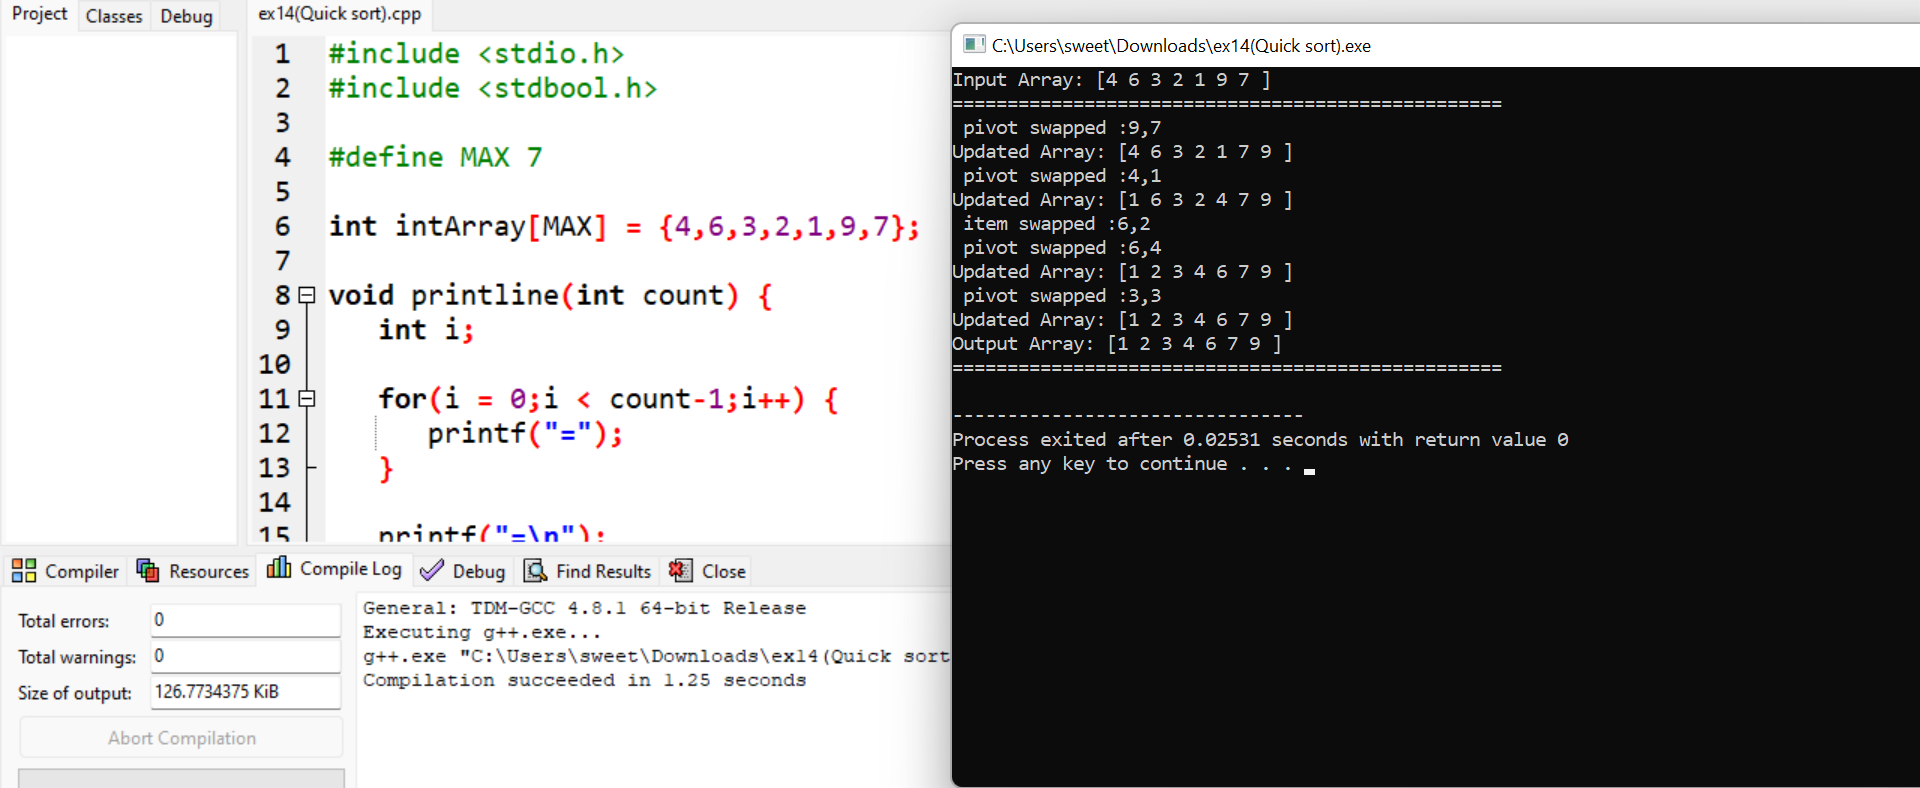 Project Classes Debug
ex14(Quick sort).cpp
1 #include <stdio.h>
2 #include <stdbool.h>
3
4 #define MAX 7
5
6 int intArray[MAX] = {4,6,3,2,1,9,7};
7
8 void printline(int count) {
9 int i;
10
11 for(i = 0;i < count-1;i++) {
12 printf("=");
13 }
14
15 printf("=\n");
Compiler Resources Compile Log Debug Find Results Close
Total errors: 0
Total warnings: 0
Size of output: 126.7734375 KiB
Abort Compilation
General: TDM-GCC 4.8.1 64-bit Release
Executing g++.exe...
g++.exe "C:\Users\sweet\Downloads\ex14(Quick sort
Compilation succeeded in 1.25 seconds
C:\Users\sweet\Downloads\ex14(Quick sort).exe
Input Array: [4 6 3 2 1 9 7 ]
==================================================
pivot swapped :9,7
Updated Array: [4 6 3 2 1 7 9 ]
pivot swapped :4,1
Updated Array: [1 6 3 2 4 7 9 ]
item swapped :6,2
pivot swapped :6,4
Updated Array: [1 2 3 4 6 7 9 ]
pivot swapped :3,3
Updated Array: [1 2 3 4 6 7 9 ]
Output Array: [1 2 3 4 6 7 9 ]
==================================================
--------------------------------
Process exited after 0.02531 seconds with return value 0
Press any key to continue . . .